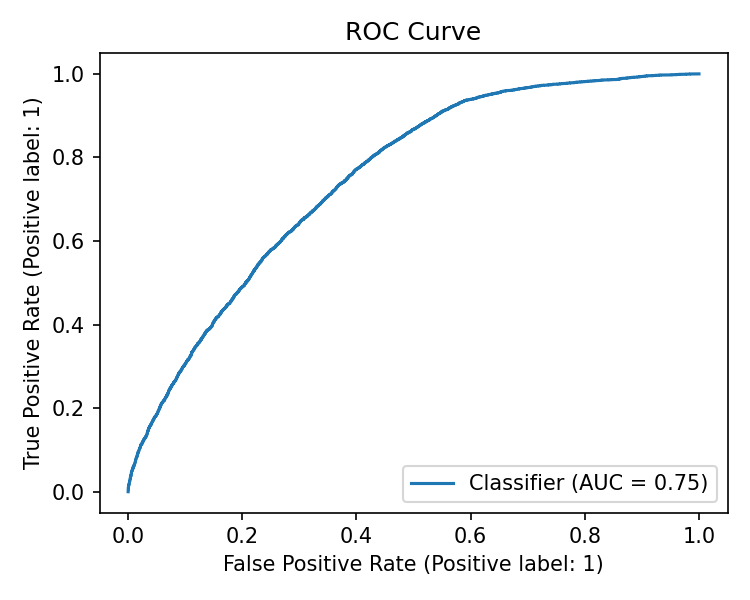 ROC Curve
True Positive Rate (Positive label: 1)
1.0
0.8
0.6
0.4
0.2
0.0
Classifier (AUC = 0.75)
0.0 0.2 0.4 0.6 0.8 1.0
False Positive Rate (Positive label: 1)